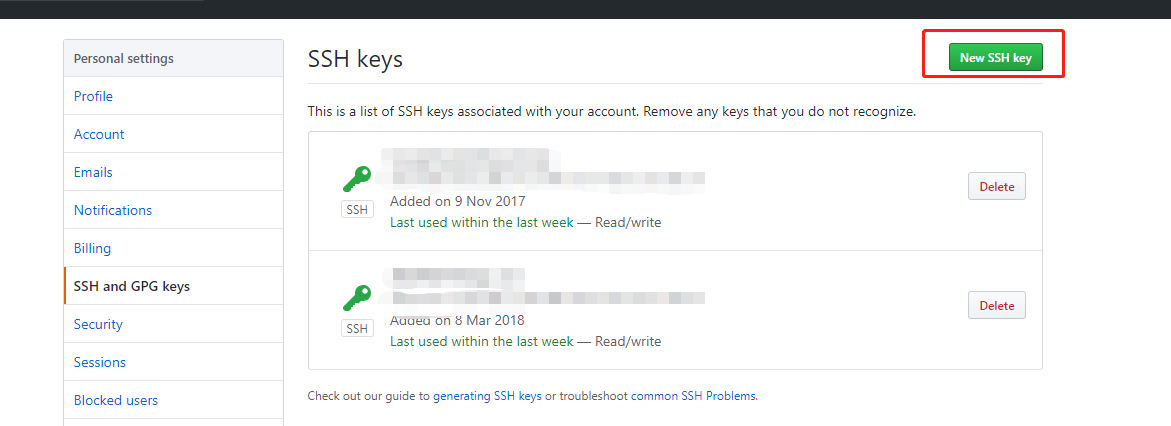 Personal settings
Profile
Account
Emails
Notifications
Billing
SSH and GPG keys
Security
Sessions
Blocked users
SSH keys
New SSH key
This is a list of SSH keys associated with your account. Remove any keys that you do not recognize.
SSH
Added on 9 Nov 2017
Last used within the last week — Read/write
Delete
SSH
Added on 8 Mar 2018
Last used within the last week — Read/write
Delete
Check out our guide to generating SSH keys or troubleshoot common SSH Problems.